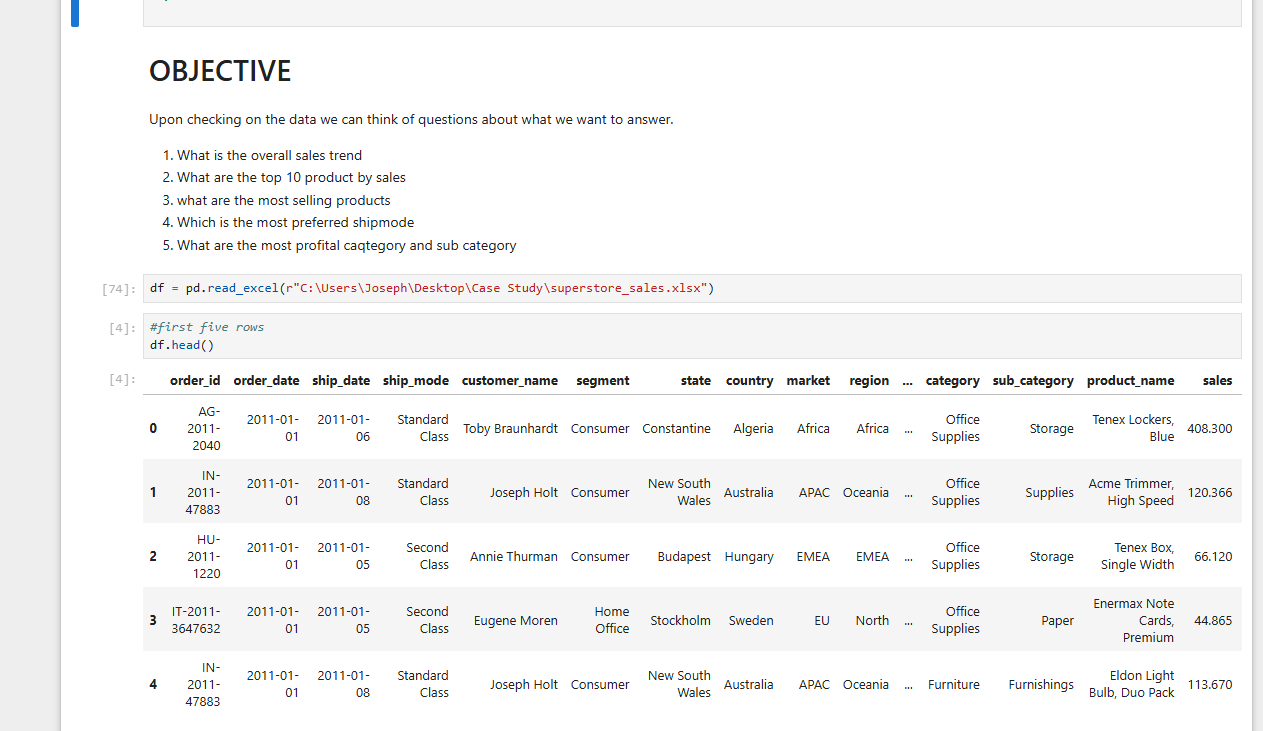 OBJECTIVE
Upon checking on the data we can think of questions about what we want to answer.
1. What is the overall sales trend
2. What are the top 10 product by sales
3. what are the most selling products
4. Which is the most preferred shipmode
5. What are the most profital caqtegory and sub category
[74]: df = pd.read_excel(r"C:\Users\Joseph\Desktop\Case Study\superstore_sales.xlsx")
[4]: #first five rows
df.head()
[4]: order_id order_date ship_date ship_mode customer_name segment state country market region ... category sub_category product_name sales
AG-
2011-01- 2011-01- Standard Office Tenex Lockers,
0 2011- Toby Braunhardt Consumer Constantine Algeria Africa Africa ... Storage 408.300
01 06 Class Supplies Blue
2040
IN-
2011-01- 2011-01- Standard New South Office Acme Trimmer,
1 2011- Joseph Holt Consumer Australia APAC Oceania ... Supplies 120.366
01 08 Class Wales Supplies High Speed
47883
HU-
2011-01- 2011-01- Second Office Tenex Box,
2 2011- Annie Thurman Consumer Budapest Hungary EMEA EMEA ... Storage 66.120
01 05 Class Supplies Single Width
1220
Enermax Note
IT-2011- 2011-01- 2011-01- Second Home Office
3 Eugene Moren Stockholm Sweden EU North ... Paper Cards, 44.865
3647632 01 05 Class Office Supplies
Premium
IN-
2011-01- 2011-01- Standard New South Eldon Light
4 2011- Joseph Holt Consumer Australia APAC Oceania ... Furniture Furnishings 113.670
01 08 Class Wales Bulb, Duo Pack
47883